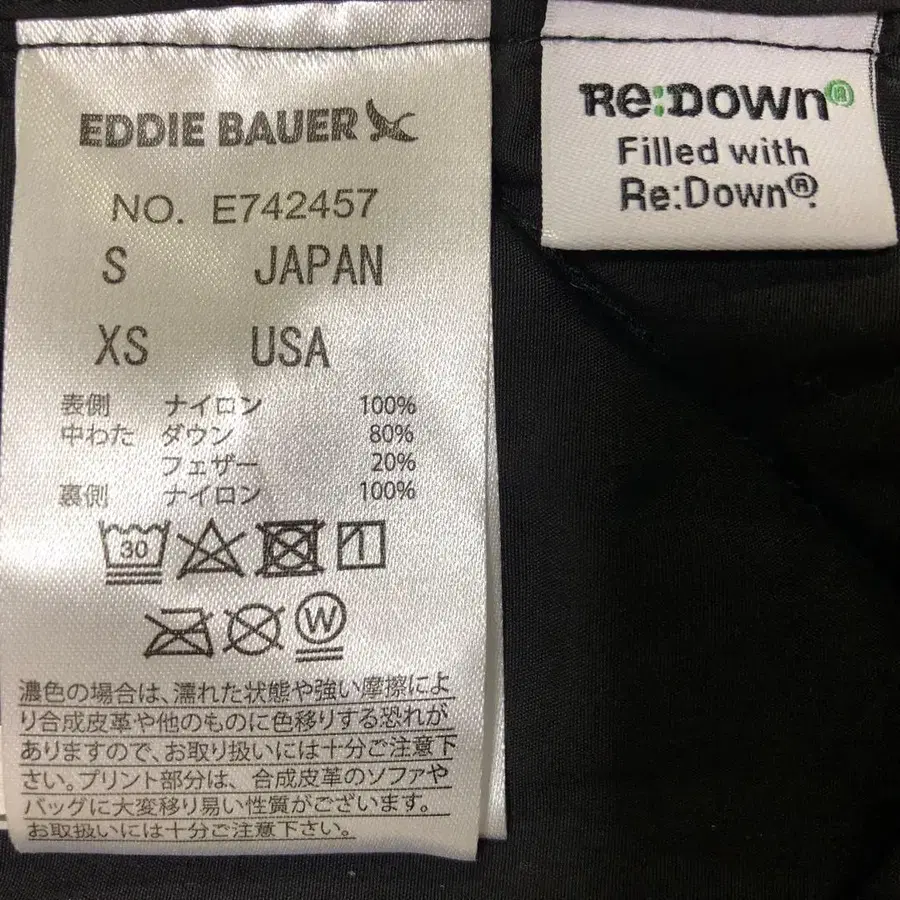 EDDIE BAUER
NO. E742457
S JAPAN
XS USA
表側 ナイロン 100%
中わた ダウン 80%
フェザー 20%
裏側 ナイロン 100%
30
W
濃色の場合は、濡れた状態や強い摩擦によ
り合成皮革や他のものに色移りする恐れが
ありますので、お取り扱いには十分ご注意下
さい。プリント部分は、合成皮革のソファや
バッグに大変移り易い性質がございます。
お取扱いには十分ご注意下さい。
Re:DOWN®
Filled with
Re:Down®.